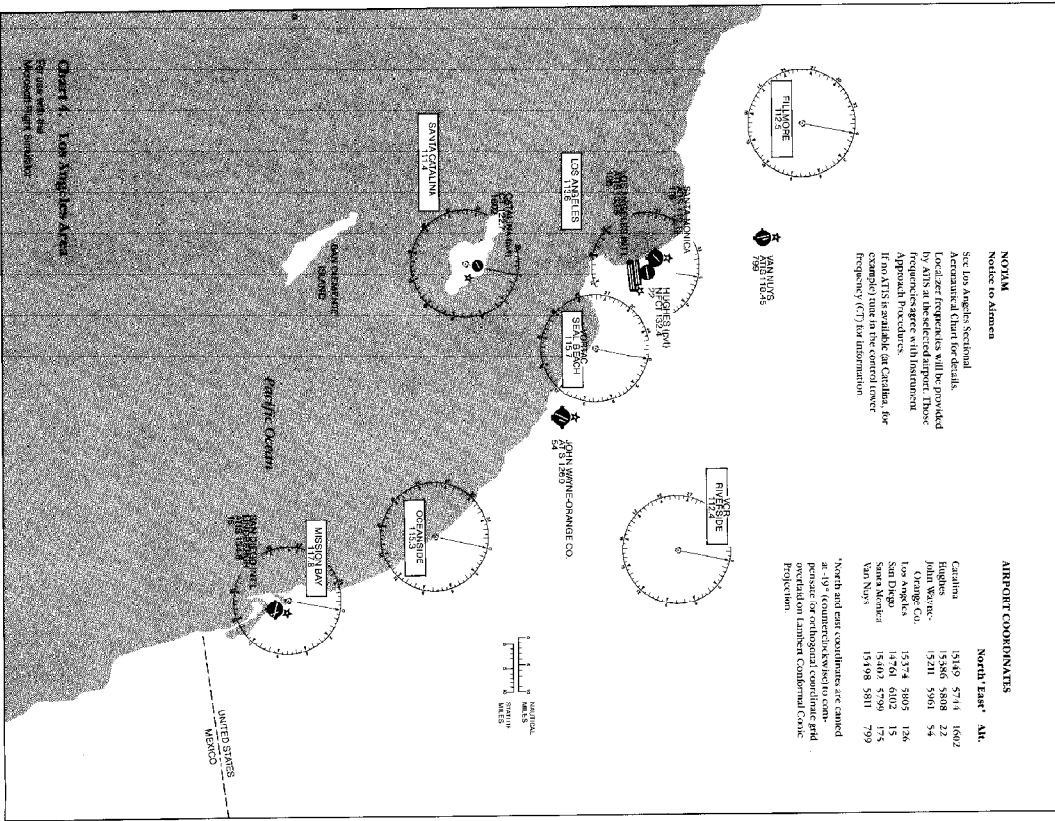 NOTAM
Notice to Airmen
See Los Angeles Sectional
Aeronautical Chart for details.
Localizer frequencies will be provided
by ATIS at the selected airport. Those
frequencies agree with Instrument
Approach Procedures.
If no ATIS is available (at Catalina, for
example) tune in the control tower
frequency (CT) for information
AIRPORT COORDINATES
North* East* Alt.
Catalina 15149 5744 1602
Hughes 15386 5808 22
John Wayne-
Orange Co. 15211 5961 54
Los Angeles 15374 5805 126
San Diego 14761 6102 15
Santa Monica 15402 5799 175
Van Nuys 15498 5811 799
*North and east coordinates are canted
at -19° (counterclockwise) to com-
pensate for orthogonal coordinate grid
overlaid on Lambert Conformal Conic
Projection.
FILLMORE
112.5
VAN NUYS
799
SANTA MONICA
HUGHES (pvt)
22
LOS ANGELES
113.6
VORTAC
SEAL BEACH
115.7
SANTA CATALINA
111.4
SAN CLEMENTE
ISLAND
JOHN WAYNE-ORANGE CO.
54
RIVERSIDE
112.4
OCEANSIDE
115.3
MISSION BAY
117.8
Pacific Ocean
NAUTICAL
MILES
STATUTE
MILES
UNITED STATES
MEXICO
Chart 4. Los Angeles Area
For use with the
Microsoft Flight Simulator